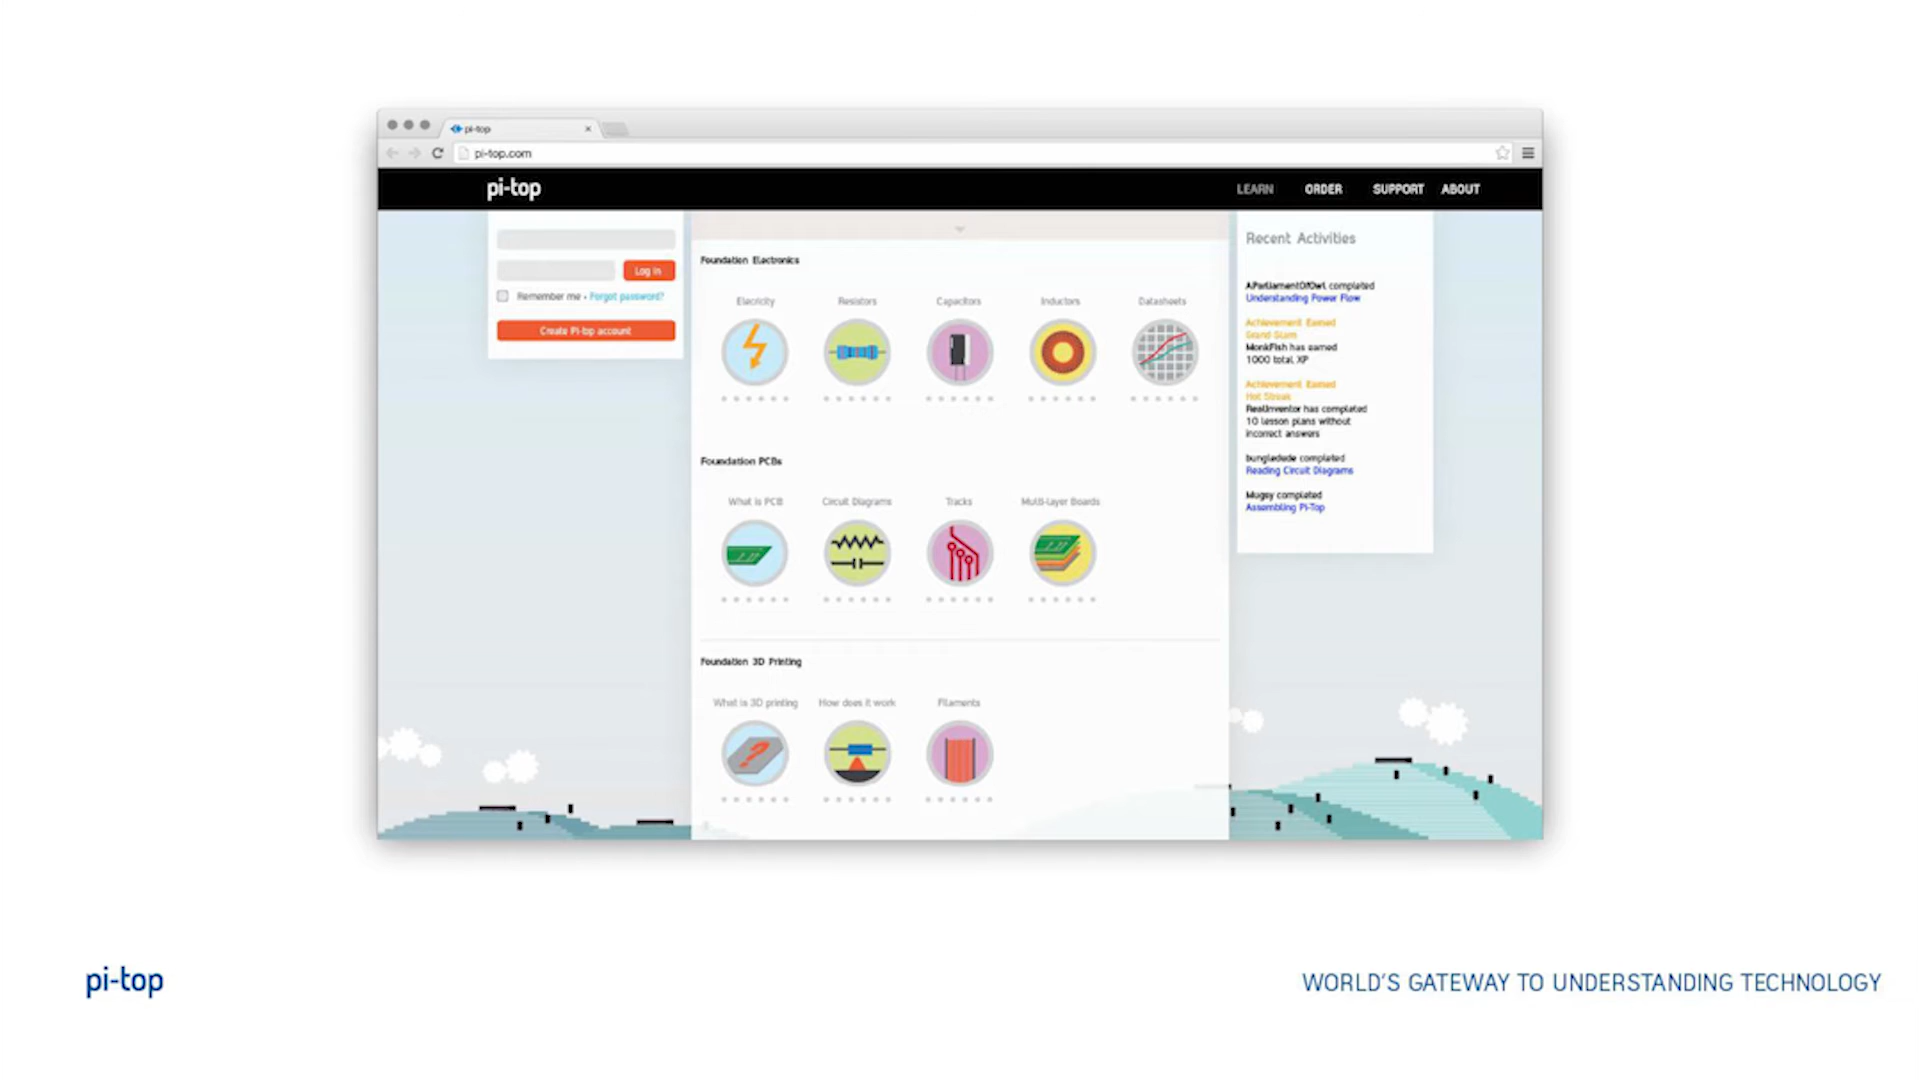 pi-top
pi-top.com
pi-top
LEARN
ORDER
SUPPORT
ABOUT
Log in
Remember me • Forgot password?
Create Pi-top account
Foundation Electronics
Elecricity
Resistors
Capacitors
Inductors
Datasheets
Foundation PCBs
What is PCB
Circuit Diagrams
Tracks
Multi-layer Boards
Foundation 3D Printing
What is 3D printing
How does it work
Filaments
Recent Activities
AParliamentOfOwl completed
Understanding Power Flow
Achievement Earned
Grand Slam
MonkFish has earned
1000 total XP
Achievement Earned
Hot Streak
RealInventor has completed
10 lesson plans without
incorrect answers
bungledede completed
Reading Circuit Diagrams
Mugsy completed
Assembling Pi-Top
pi-top
WORLD'S GATEWAY TO UNDERSTANDING TECHNOLOGY